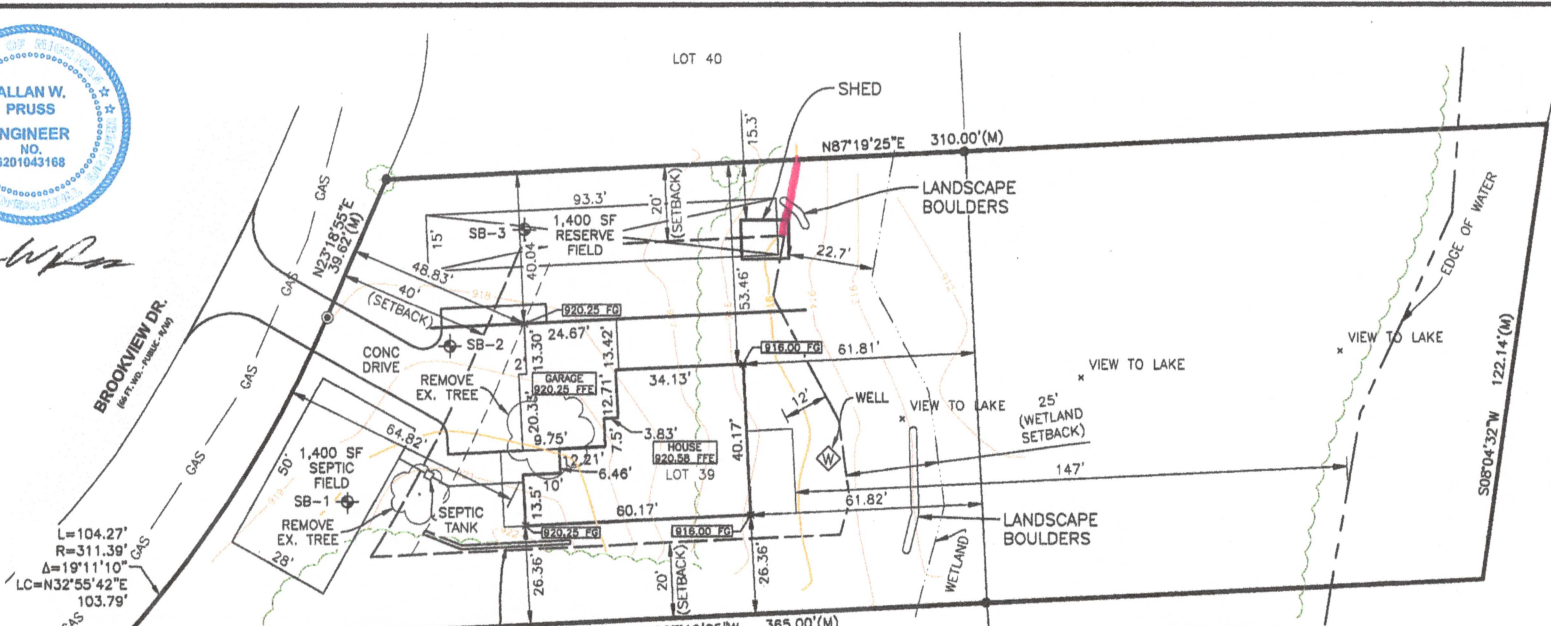 ALLAN W.
PRUSS
ENGINEER
NO.
6201043168
LOT 40
SHED
15.3'
N87°19'25"E 310.00'(M)
LANDSCAPE
BOULDERS
20'
(SETBACK)
93.3'
1,400 SF
RESERVE
FIELD
15'
SB-3
40.04'
53.46'
22.7'
N23°18'55"E
39.62'(M)
48.83'
40'
(SETBACK)
GAS
GAS
GAS
GAS
GAS
GAS
BROOKVIEW DR.
(66 FT. WD. - PUBLIC - R/W)
920.25 FG
24.67'
SB-2
CONC
DRIVE
2'
13.30'
13.42'
REMOVE
EX. TREE
GARAGE
920.25 FFE
12.71'
34.13'
916.00 FG
61.81'
9.75'
7.5'
3.83'
12.21'
6.46'
10'
HOUSE
920.58 FFE
LOT 39
40.17'
12'
WELL
W
VIEW TO LAKE
VIEW TO LAKE
VIEW TO LAKE
25'
(WETLAND
SETBACK)
147'
61.82'
EDGE OF WATER
122.14'(M)
S08°04'32"W
64.82'
50'
1,400 SF
SEPTIC
FIELD
SB-1
REMOVE
EX. TREE
28'
SEPTIC
TANK
13.5'
60.17'
920.25 FG
916.00 FG
LANDSCAPE
BOULDERS
WETLAND
26.36'
20'
(SETBACK)
26.36'
L=104.27'
R=311.39'
Δ=19°11'10"
LC=N32°55'42"E
103.79'
365.00'(M)